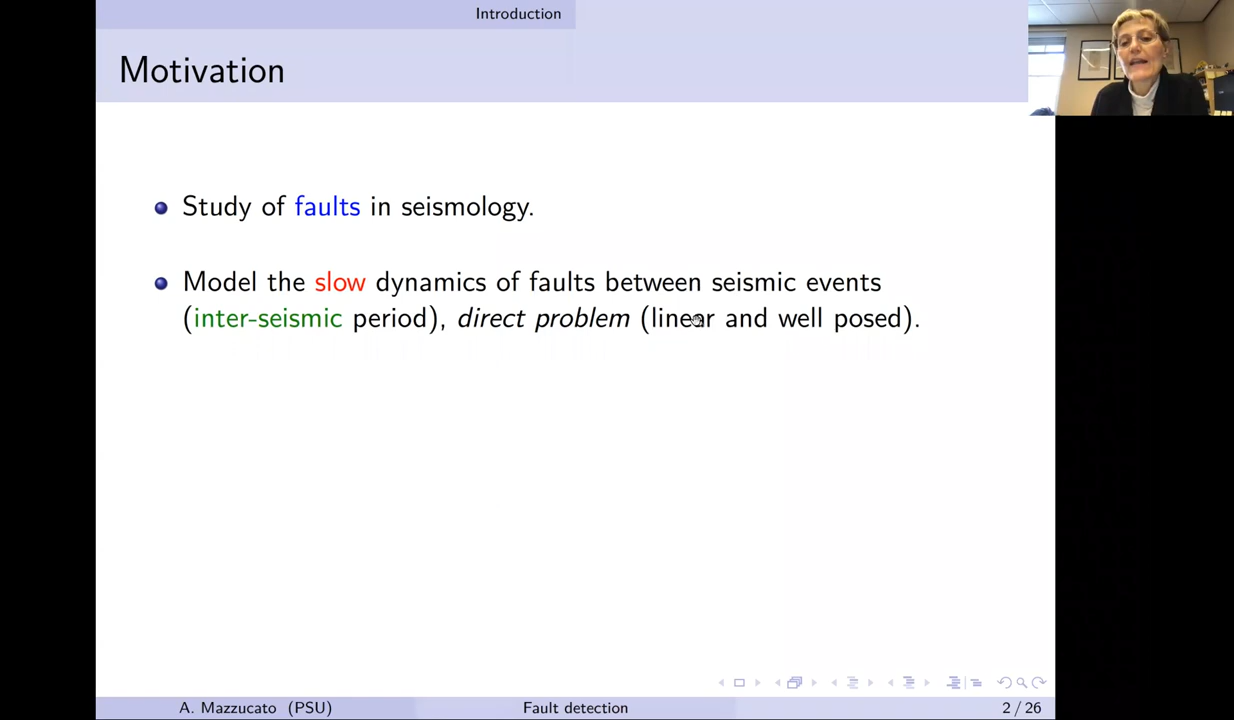 Introduction
Motivation
Study of faults in seismology.
Model the slow dynamics of faults between seismic events
(inter-seismic period), direct problem (linear and well posed).
A. Mazzucato (PSU)
Fault detection
2 / 26